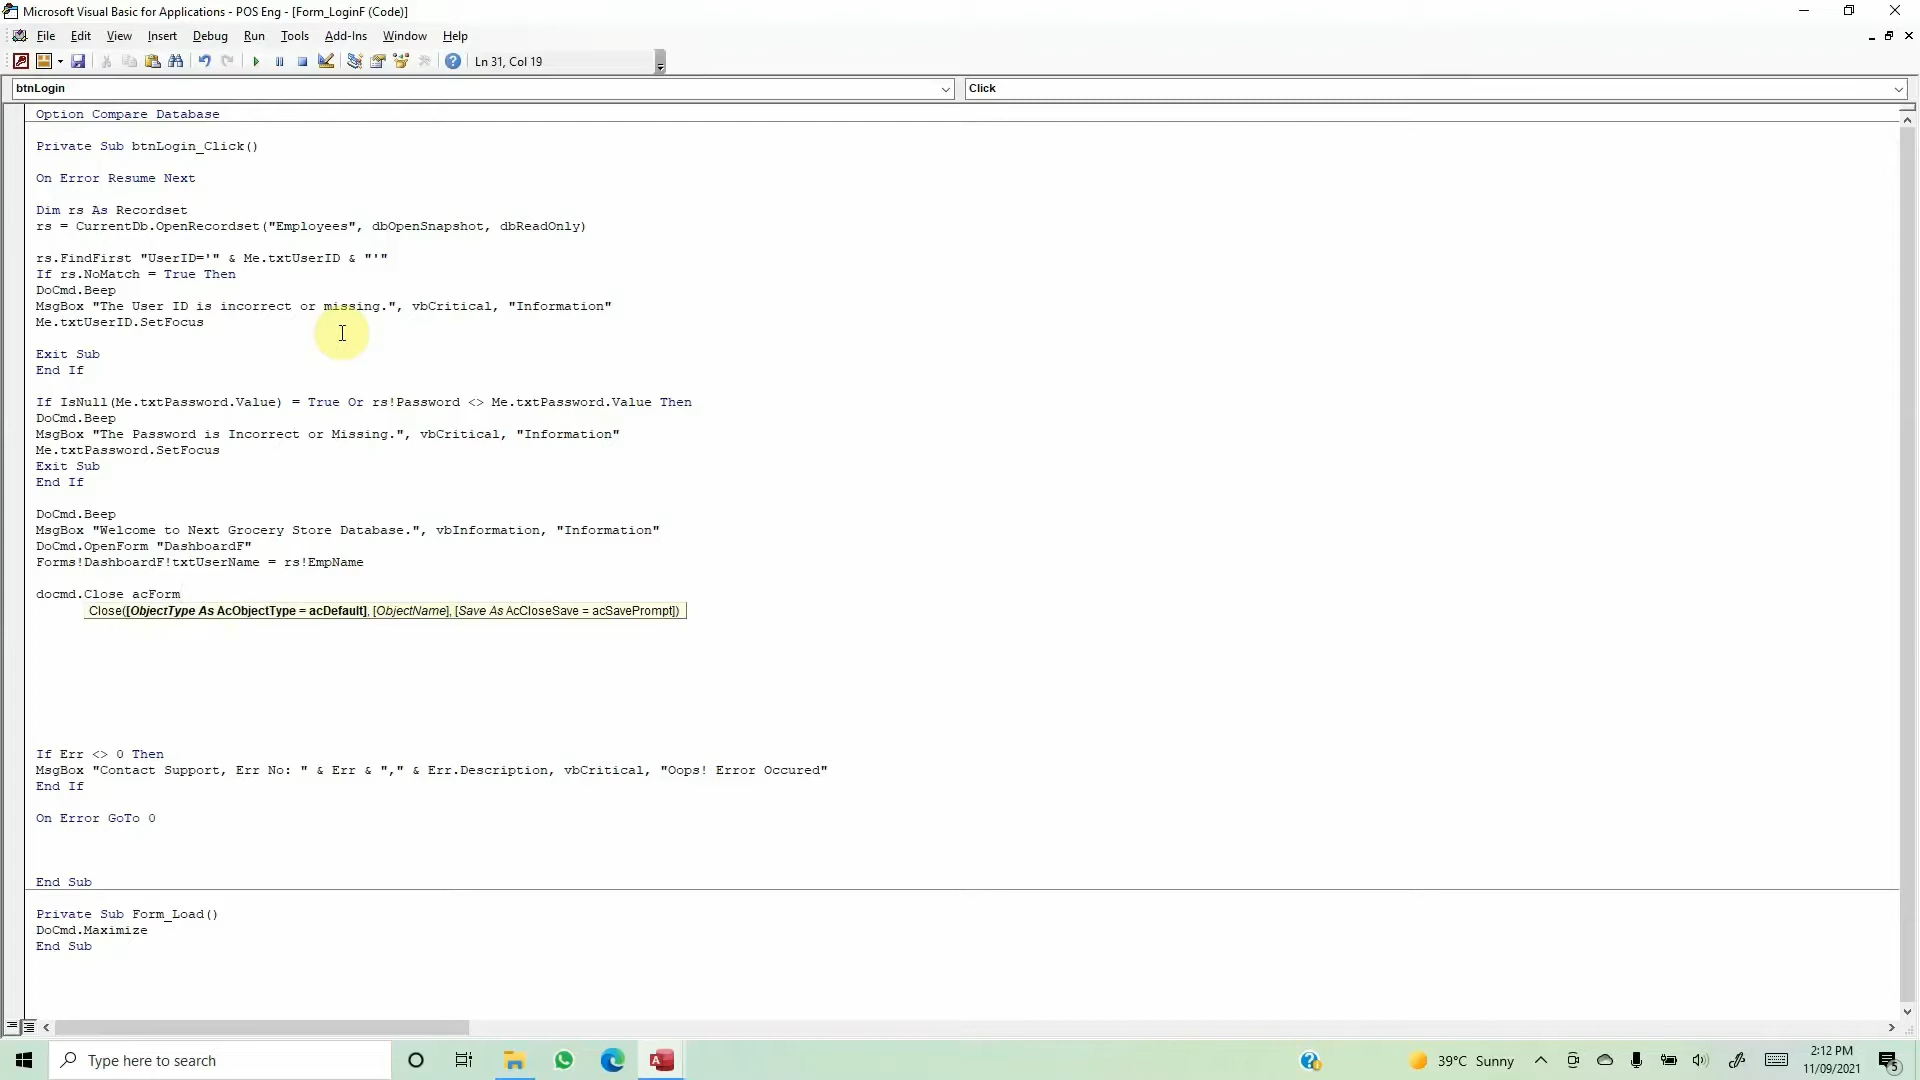 Microsoft Visual Basic for Applications - POS Eng - [Form_LoginF (Code)]
File Edit View Insert Debug Run Tools Add-Ins Window Help
Ln 31, Col 19
btnLogin
Click
Option Compare Database
Private Sub btnLogin_Click()
On Error Resume Next
Dim rs As Recordset
rs = CurrentDb.OpenRecordset("Employees", dbOpenSnapshot, dbReadOnly)
rs.FindFirst "UserID='" & Me.txtUserID & "'"
If rs.NoMatch = True Then
DoCmd.Beep
MsgBox "The User ID is incorrect or missing.", vbCritical, "Information"
Me.txtUserID.SetFocus
Exit Sub
End If
If IsNull(Me.txtPassword.Value) = True Or rs!Password <> Me.txtPassword.Value Then
DoCmd.Beep
MsgBox "The Password is Incorrect or Missing.", vbCritical, "Information"
Me.txtPassword.SetFocus
Exit Sub
End If
DoCmd.Beep
MsgBox "Welcome to Next Grocery Store Database.", vbInformation, "Information"
DoCmd.OpenForm "DashboardF"
Forms!DashboardF!txtUserName = rs!EmpName
docmd.Close acForm
Close([ObjectType As AcObjectType = acDefault], [ObjectName], [Save As AcCloseSave = acSavePrompt])
If Err <> 0 Then
MsgBox "Contact Support, Err No: " & Err & "," & Err.Description, vbCritical, "Oops! Error Occured"
End If
On Error GoTo 0
End Sub
Private Sub Form_Load()
DoCmd.Maximize
End Sub
Type here to search
39°C Sunny
2:12 PM
11/09/2021
5